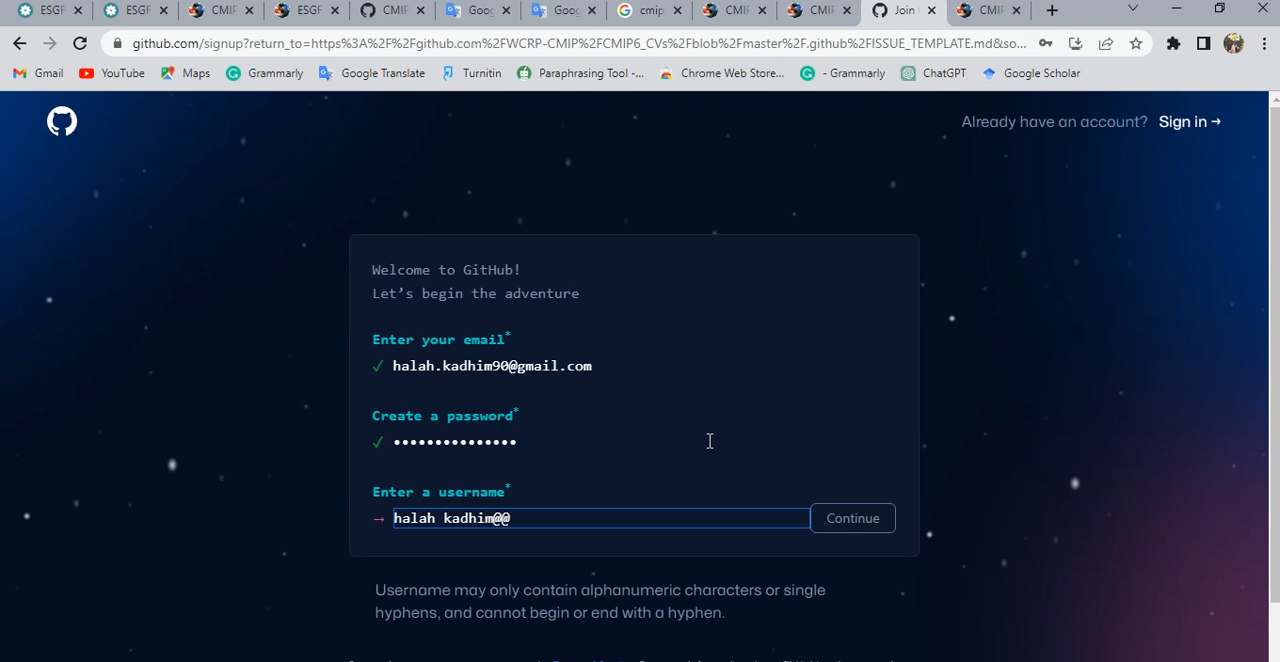 ESGF
ESGF
CMIP
ESGF
CMIP
Goog
Goog
cmip
CMIP
CMIP
Join
CMIP
github.com/signup?return_to=https%3A%2F%2Fgithub.com%2FWCRP-CMIP%2FCMIP6_CVs%2Fblob%2Fmaster%2F.github%2FISSUE_TEMPLATE.md&so...
Gmail
YouTube
Maps
Grammarly
Google Translate
Turnitin
Paraphrasing Tool -...
Chrome Web Store...
- Grammarly
ChatGPT
Google Scholar
Already have an account? Sign in →
Welcome to GitHub!
Let's begin the adventure
Enter your email*
✓ halah.kadhim90@gmail.com
Create a password*
✓ •••••••••••••••
Enter a username*
→ halah kadhim@@
Continue
Username may only contain alphanumeric characters or single
hyphens, and cannot begin or end with a hyphen.